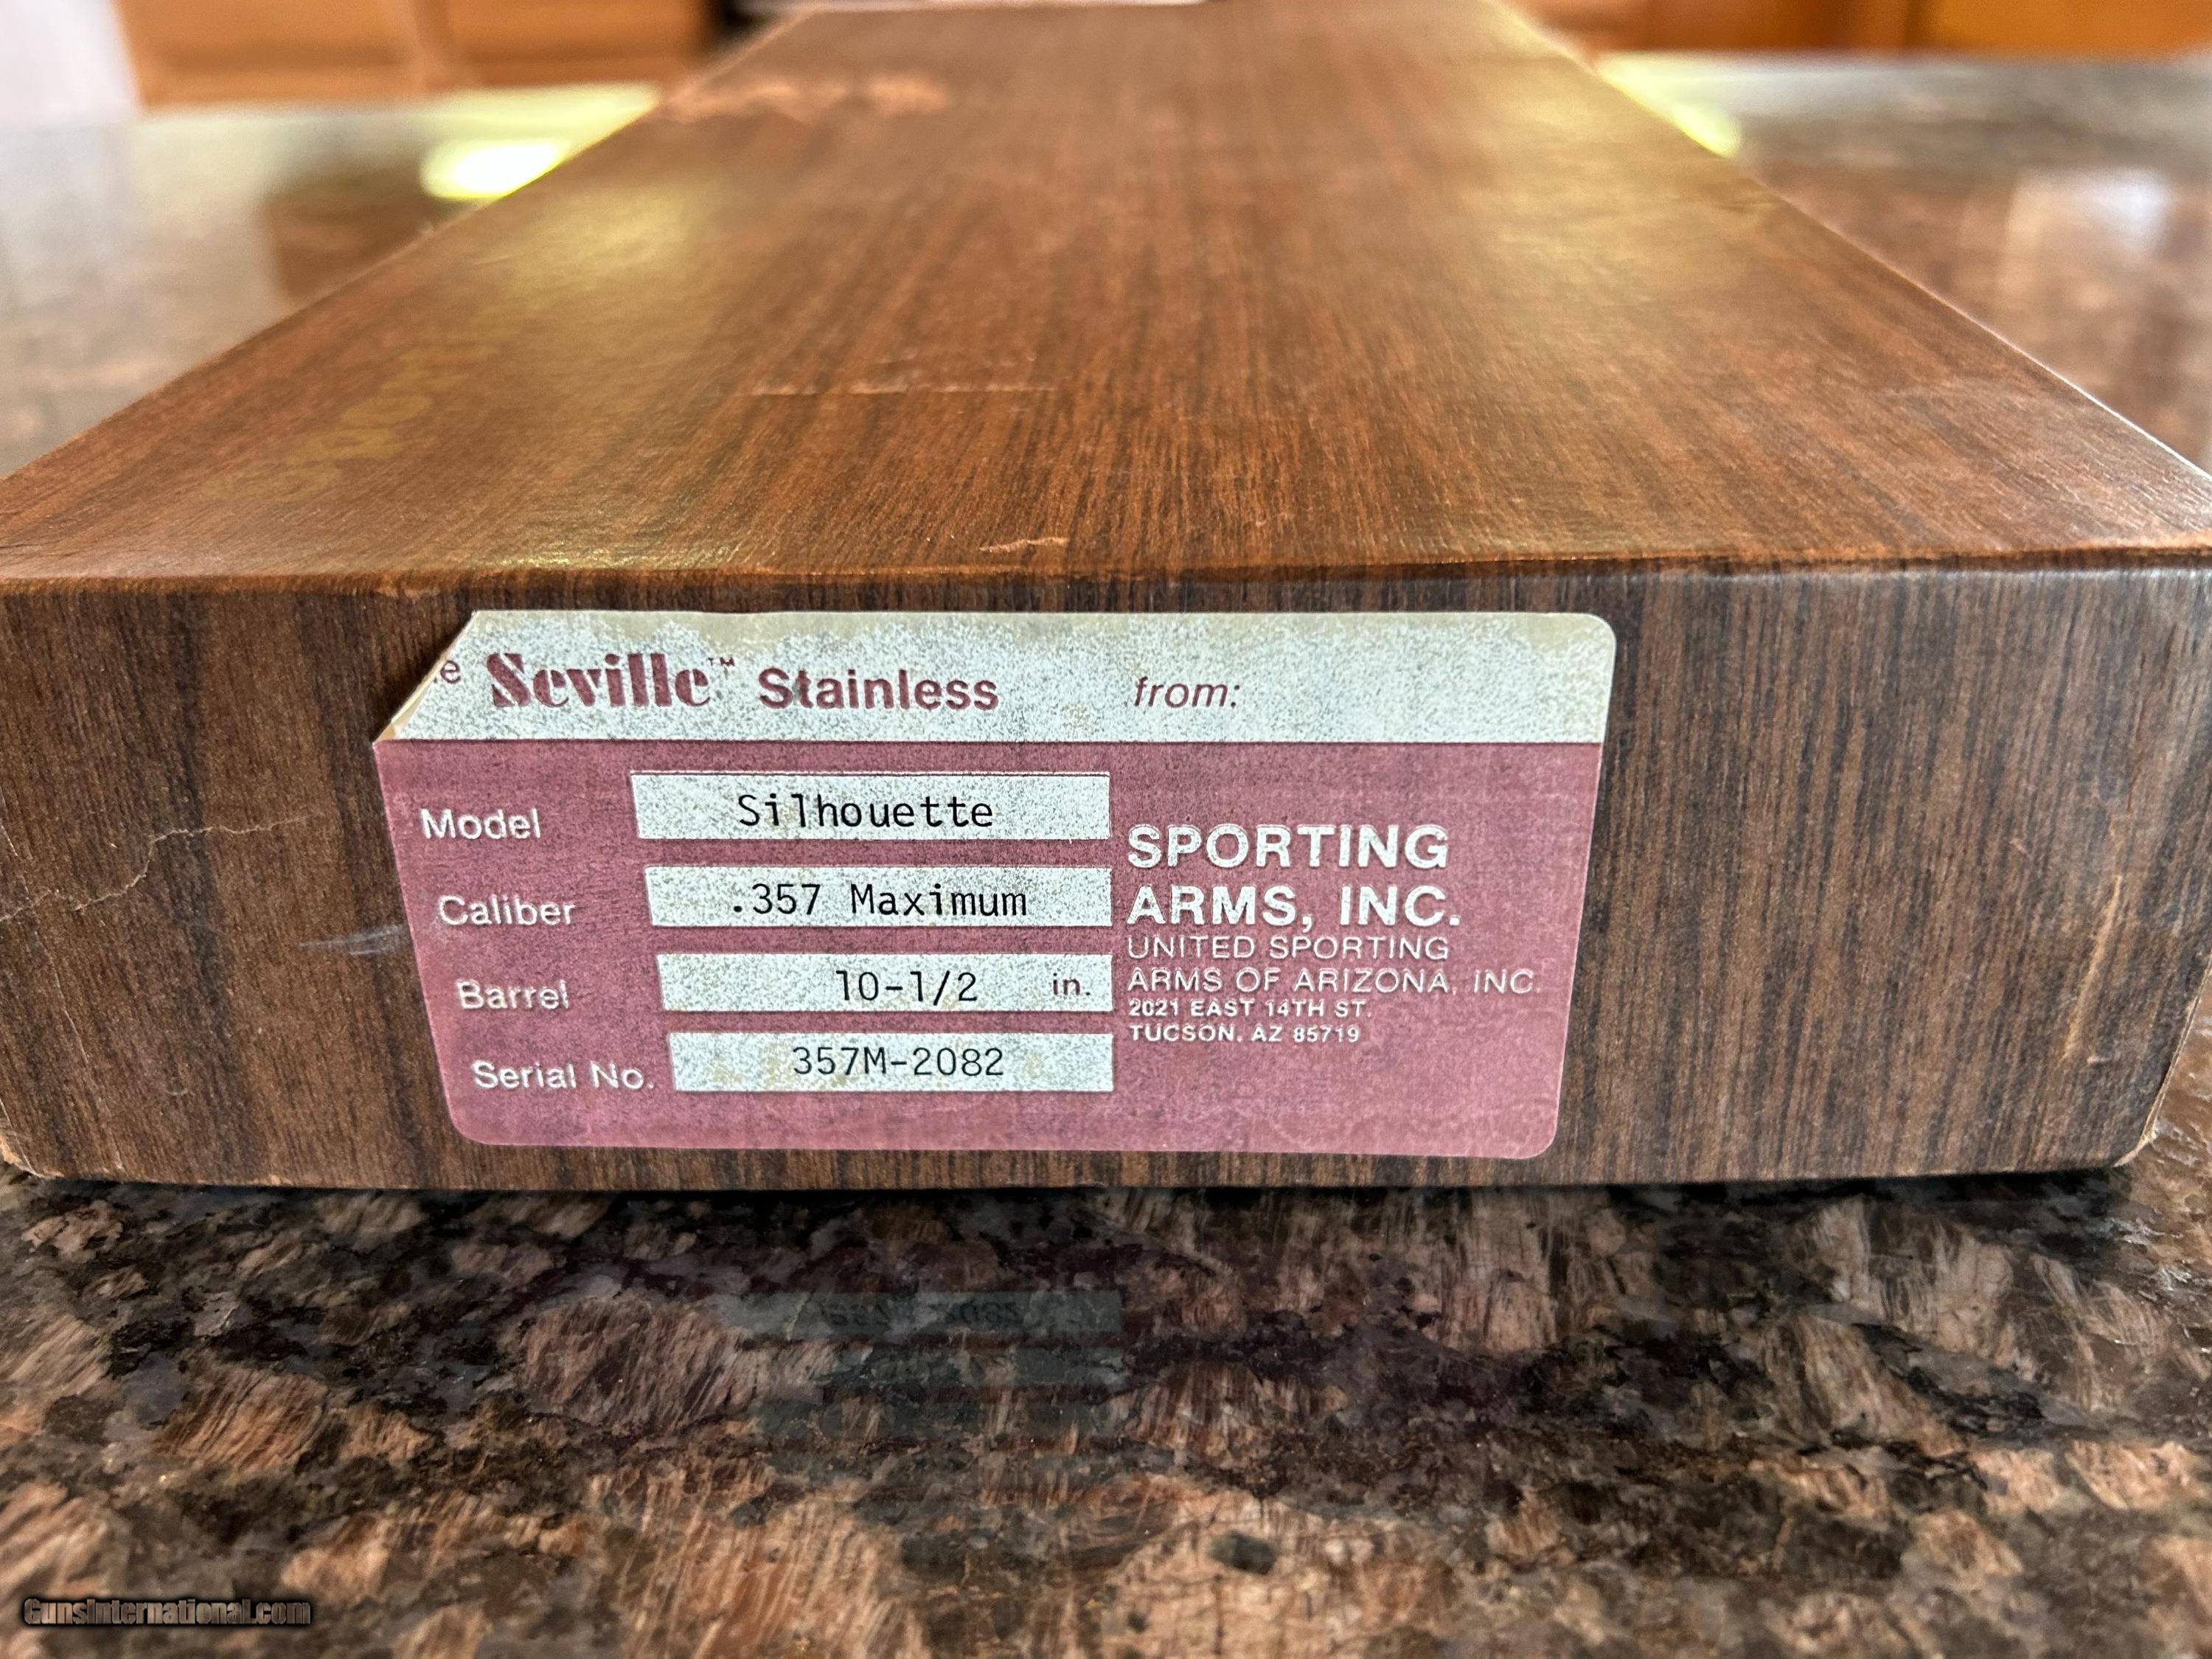 Seville™ Stainless from:
Model Silhouette
Caliber .357 Maximum
Barrel 10-1/2 in.
Serial No. 357M-2082
SPORTING
ARMS, INC.
UNITED SPORTING
ARMS OF ARIZONA, INC.
2021 EAST 14TH ST.
TUCSON, AZ 85719
GunsInternational.com